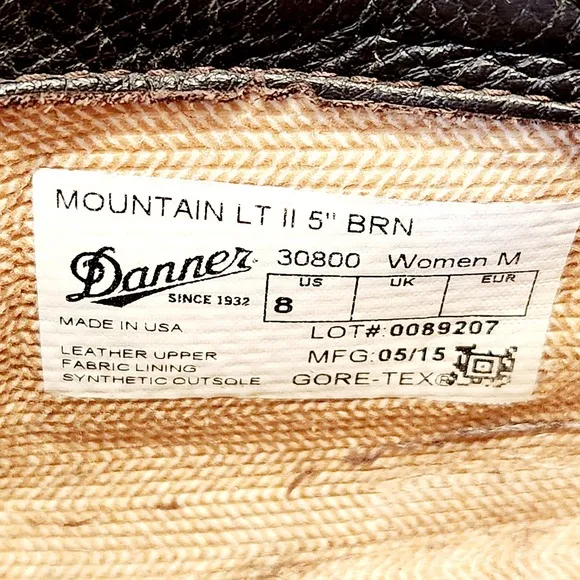 MOUNTAIN LT II 5" BRN
Danner
SINCE 1932
30800 Women M
US UK EUR
8
MADE IN USA
LOT#:0089207
LEATHER UPPER
FABRIC LINING
SYNTHETIC OUTSOLE
MFG:05/15
GORE-TEX®